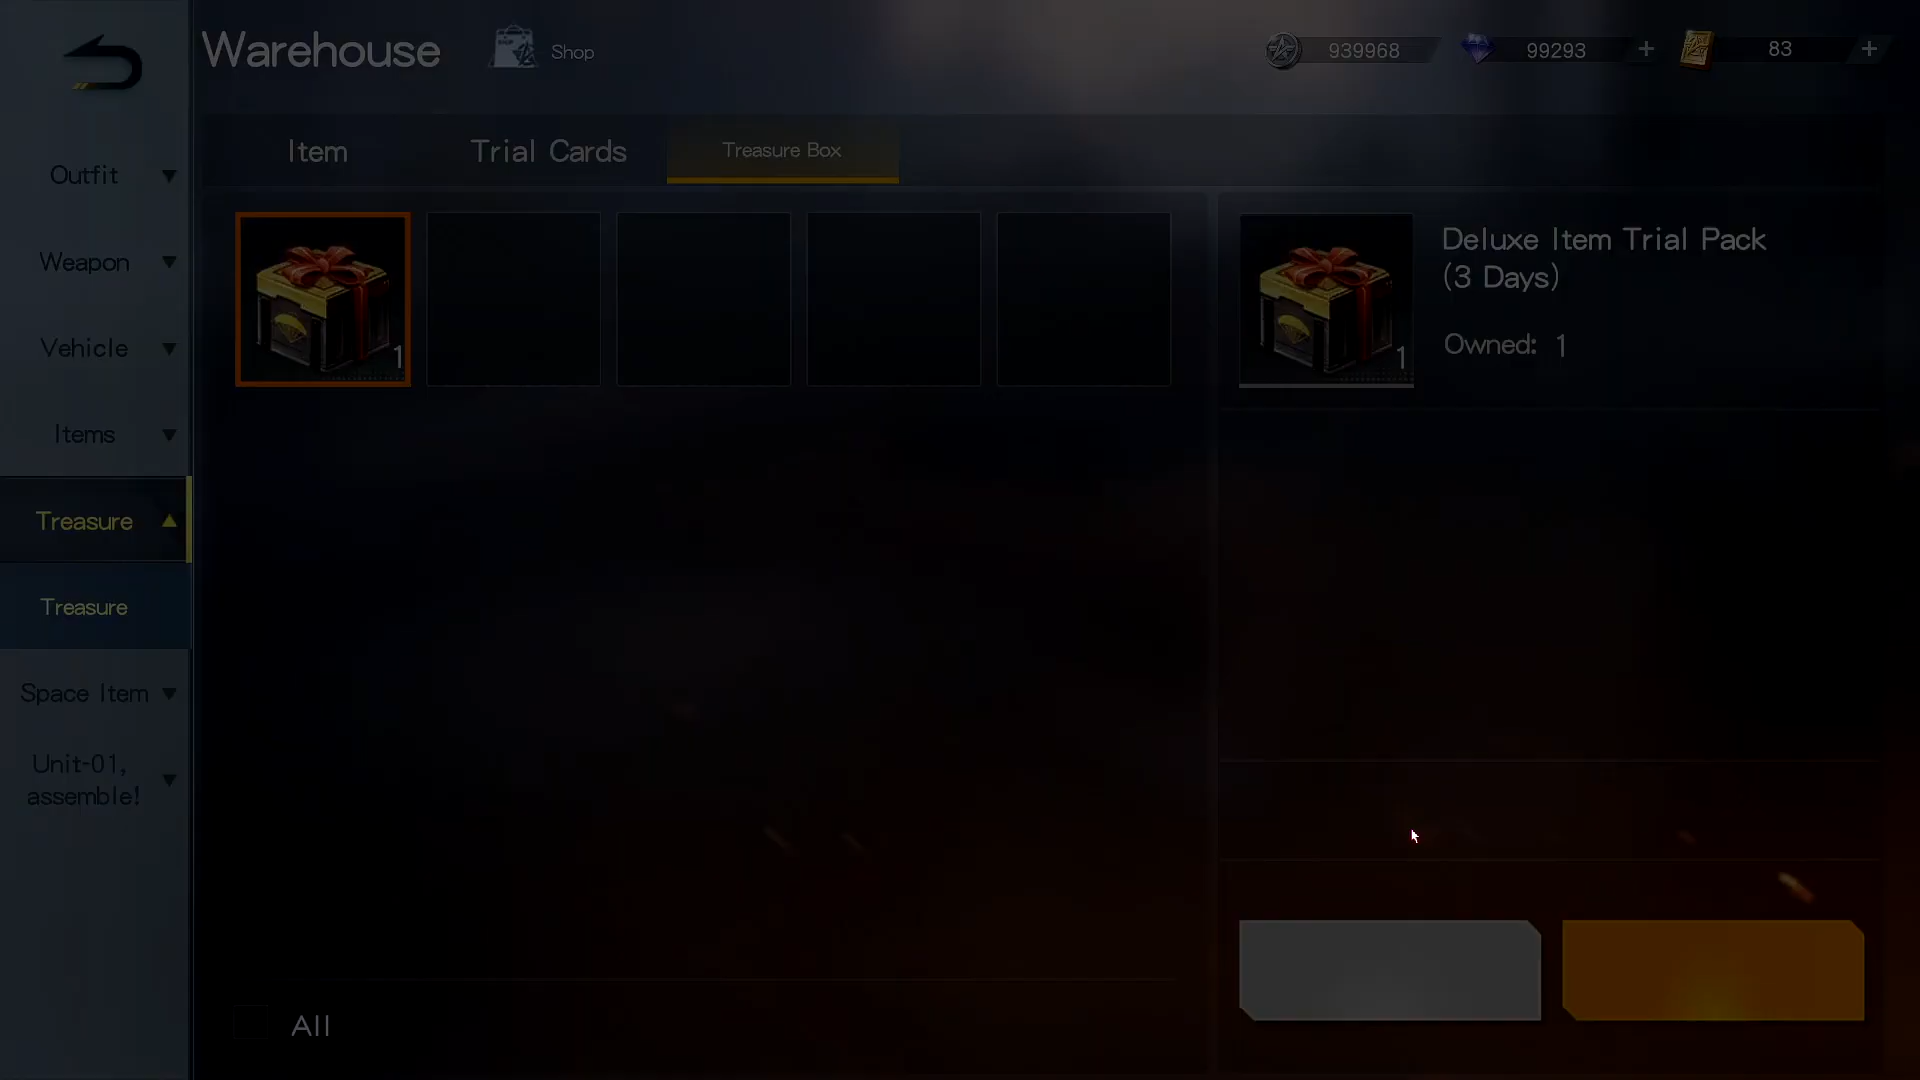 Warehouse
Shop
939968
99293
+
83
+
Item
Trial Cards
Treasure Box
Outfit
Weapon
Vehicle
Items
Treasure
Treasure
Space Item
Unit-01,
assemble!
1
1
Deluxe Item Trial Pack
(3 Days)
Owned: 1
All